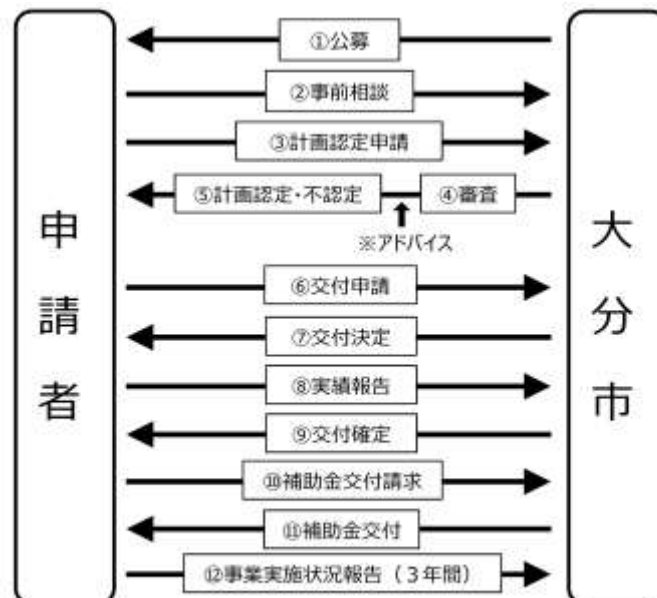 申請者
大分市
①公募
②事前相談
③計画認定申請
⑤計画認定・不認定
④審査
※アドバイス
⑥交付申請
⑦交付決定
⑧実績報告
⑨交付確定
⑩補助金交付請求
⑪補助金交付
⑫事業実施状況報告（３年間）